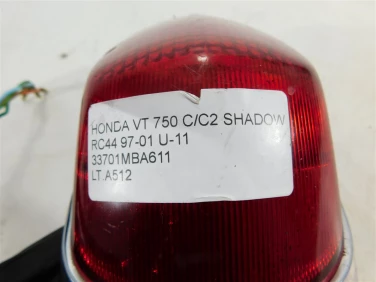 HONDA VT 750 C/C2 SHADOW
RC44 97-01 U-11
33701MBA611
LT.A512